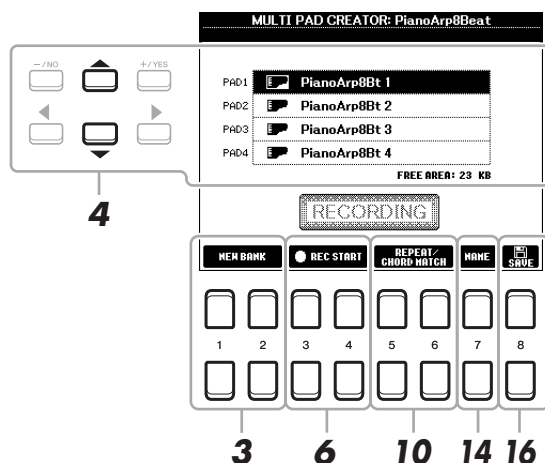 MULTI PAD CREATOR: PianoArp8Beat
-/NO
+/YES
PAD1 PianoArp8Bt 1
PAD2 PianoArp8Bt 2
PAD3 PianoArp8Bt 3
PAD4 PianoArp8Bt 4
FREE AREA: 23 KB
4
RECORDING
NEW BANK
REC START
REPEAT/
CHORD MATCH
NAME
SAVE
1 2 3 4 5 6 7 8
3 6 10 14 16